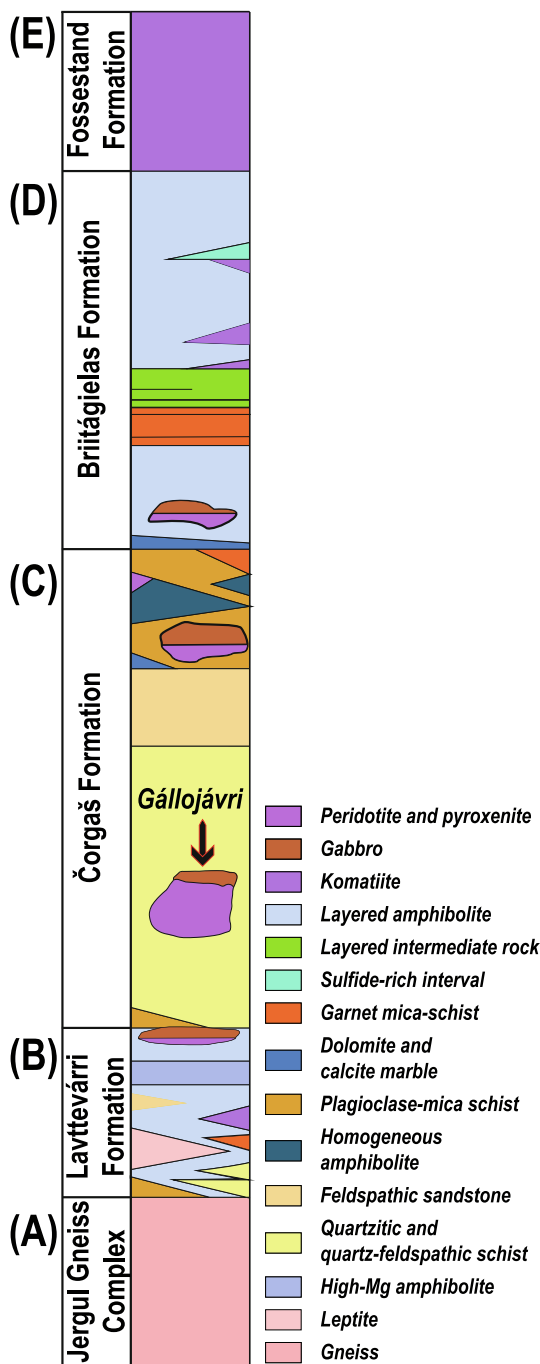 (E)
Fossestand
Formation
(D)
Briitágielas Formation
(C)
Čorgaš Formation
Gállojávri
(B)
Lavttevárri
Formation
(A)
Jergul Gneiss
Complex
Peridotite and pyroxenite
Gabbro
Komatiite
Layered amphibolite
Layered intermediate rock
Sulfide-rich interval
Garnet mica-schist
Dolomite and
calcite marble
Plagioclase-mica schist
Homogeneous
amphibolite
Feldspathic sandstone
Quartzitic and
quartz-feldspathic schist
High-Mg amphibolite
Leptite
Gneiss